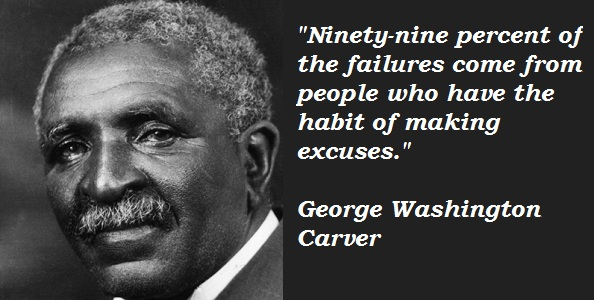 "Ninety-nine percent of
the failures come from
people who have the
habit of making
excuses."
George Washington
Carver